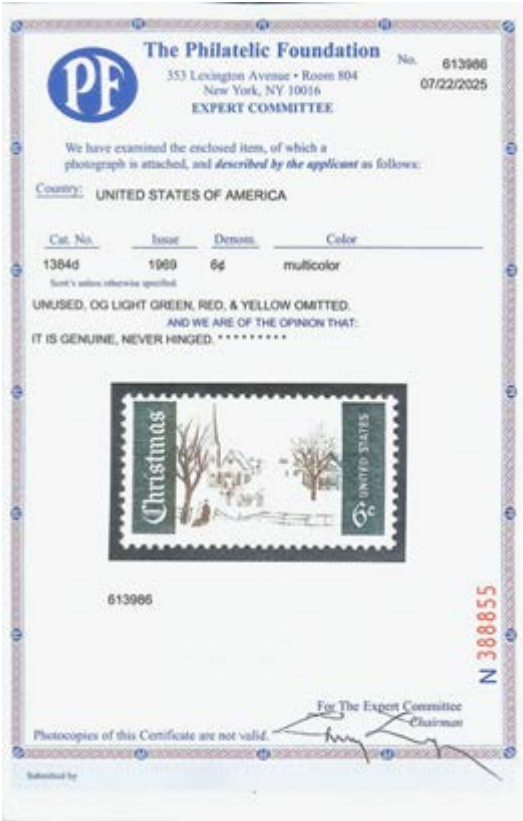 PF
The Philatelic Foundation
353 Lexington Avenue • Room 804
New York, NY 10016
EXPERT COMMITTEE
No. 613986
07/22/2025
We have examined the enclosed item, of which a
photograph is attached, and described by the applicant as follows:
Country: UNITED STATES OF AMERICA
Cat. No. Issue Denom. Color
1384d 1969 6¢ multicolor
Scott's unless otherwise specified.
UNUSED, OG LIGHT GREEN, RED, & YELLOW OMITTED.
AND WE ARE OF THE OPINION THAT:
IT IS GENUINE, NEVER HINGED. * * * * * * * * *
Christmas
6c UNITED STATES
613986
N 388855
For The Expert Committee
Chairman
Photocopies of this Certificate are not valid.
Submitted by